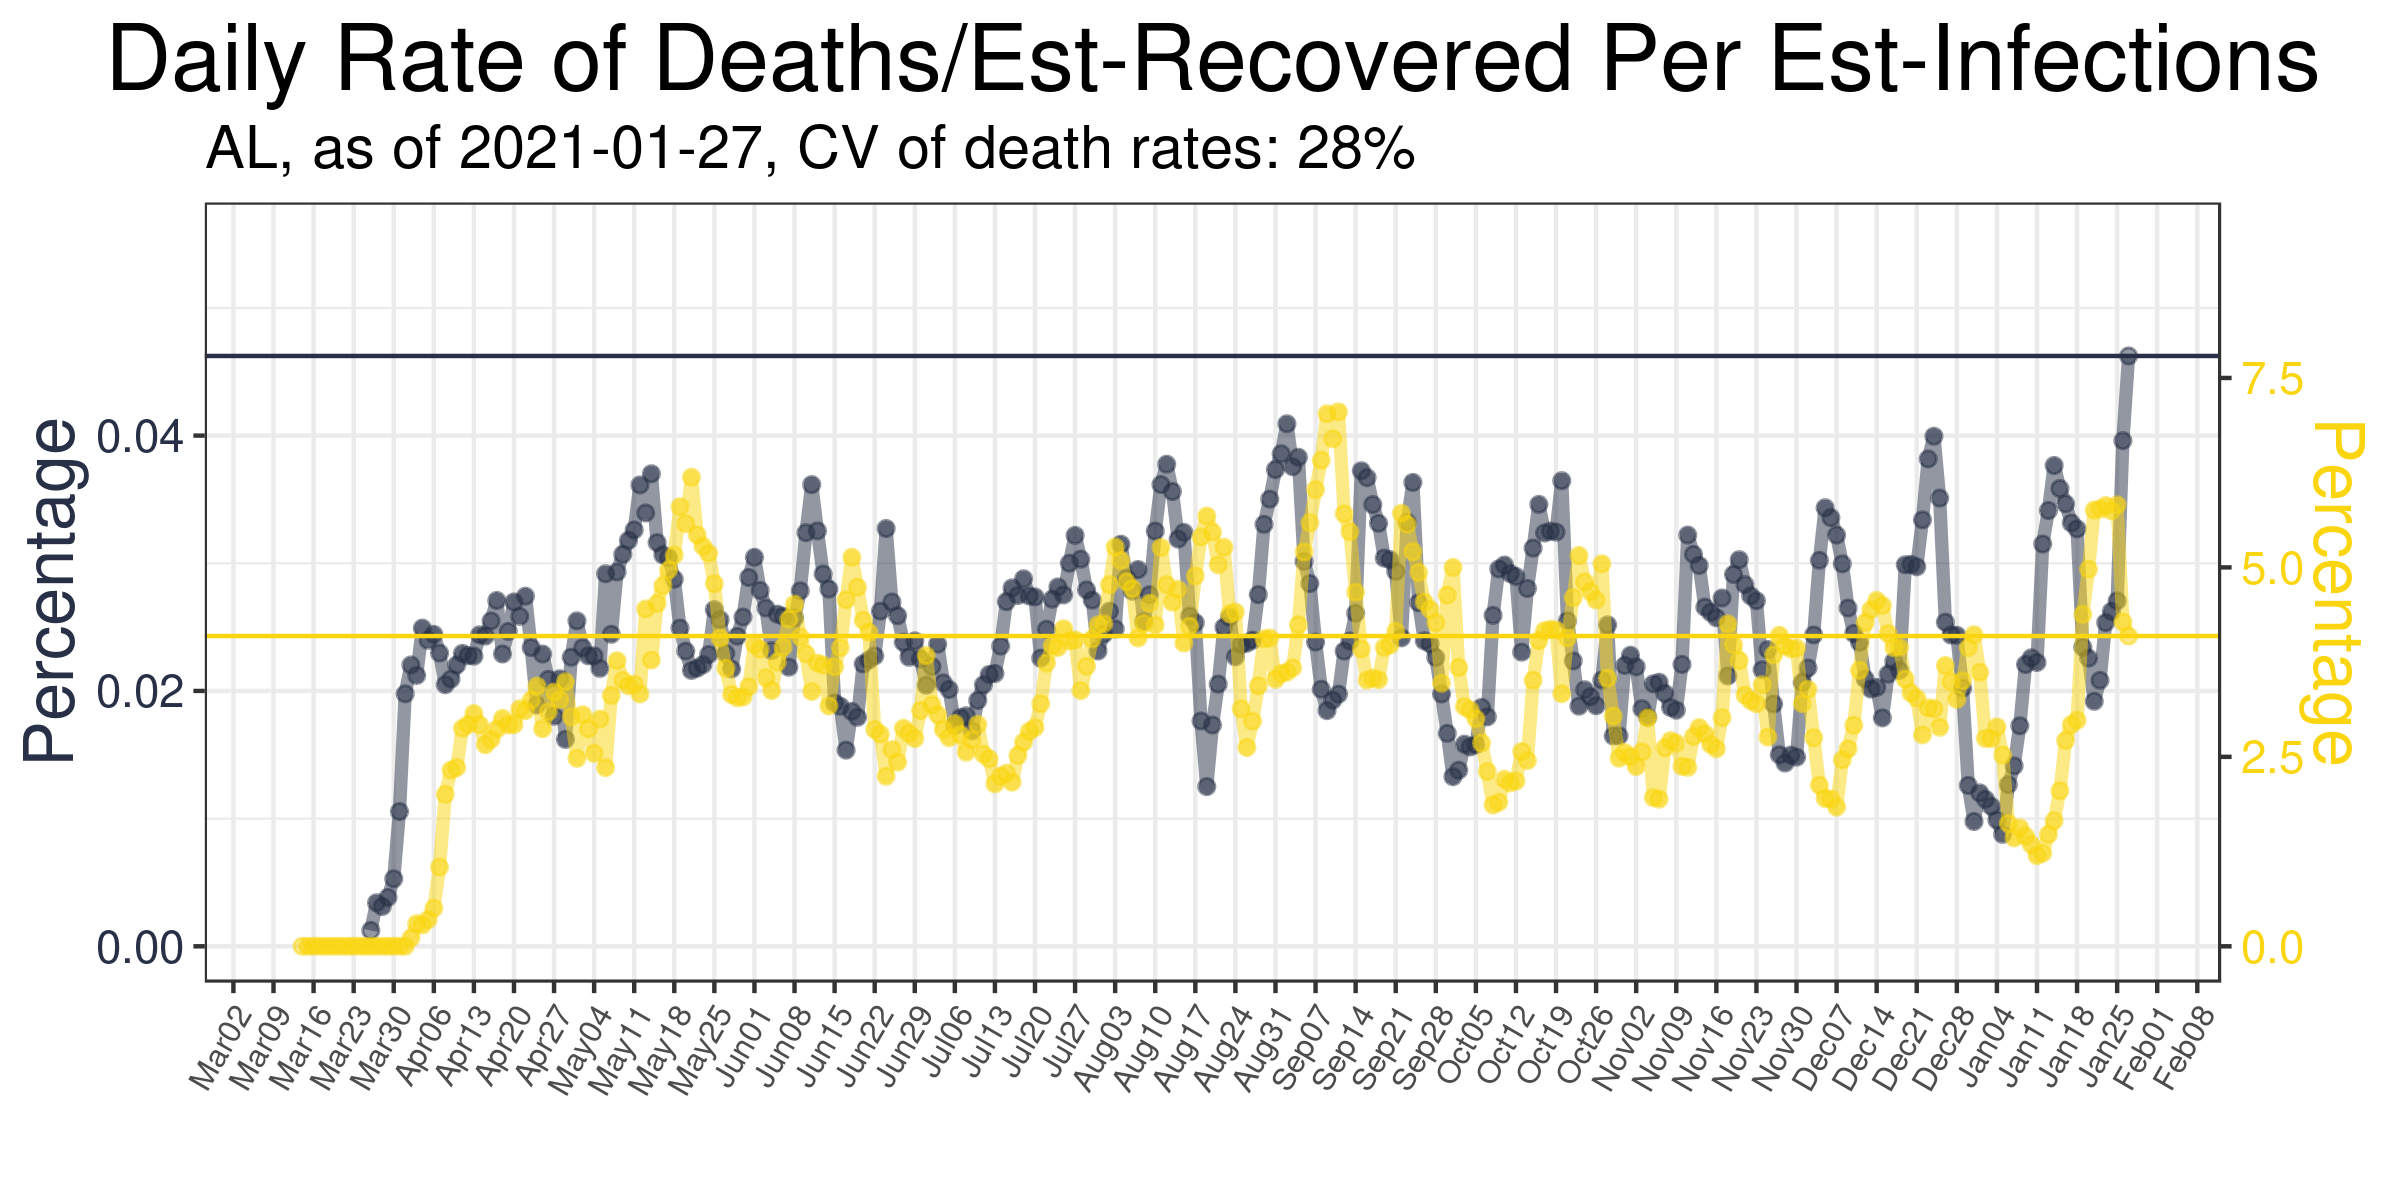 Daily Rate of Deaths/Est-Recovered Per Est-Infections
AL, as of 2021-01-27, CV of death rates: 28%
Percentage
0.04
0.02
0.00
7.5
5.0
2.5
0.0
Percentage
Mar02 Mar09 Mar16 Mar23 Mar30 Apr06 Apr13 Apr20 Apr27 May04 May11 May18 May25 Jun01 Jun08 Jun15 Jun22 Jun29 Jul06 Jul13 Jul20 Jul27 Aug03 Aug10 Aug17 Aug24 Aug31 Sep07 Sep14 Sep21 Sep28 Oct05 Oct12 Oct19 Oct26 Nov02 Nov09 Nov16 Nov23 Nov30 Dec07 Dec14 Dec21 Dec28 Jan04 Jan11 Jan18 Jan25 Feb01 Feb08